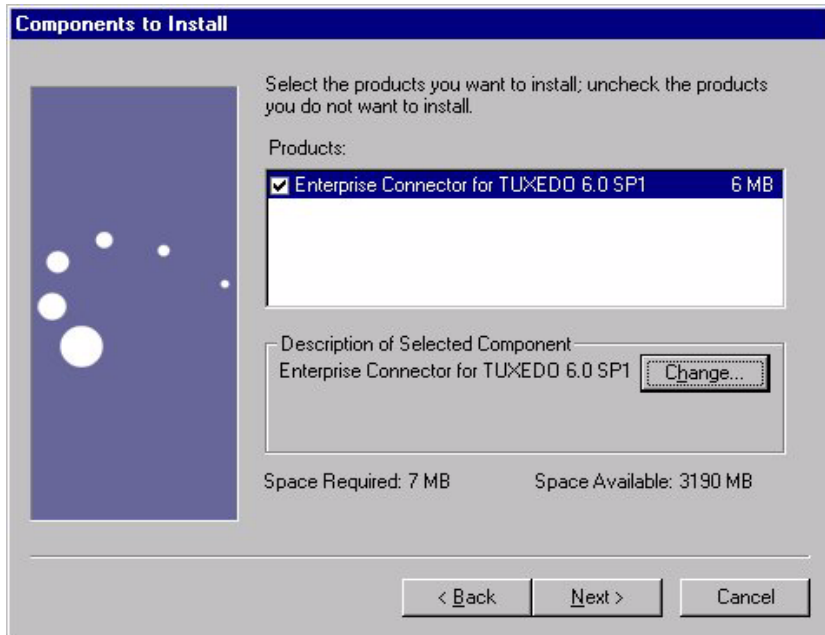 Components to Install
Select the products you want to install; uncheck the products
you do not want to install.
Products:
Enterprise Connector for TUXEDO 6.0 SP1 6 MB
Description of Selected Component
Enterprise Connector for TUXEDO 6.0 SP1 Change...
Space Required: 7 MB Space Available: 3190 MB
< Back Next > Cancel